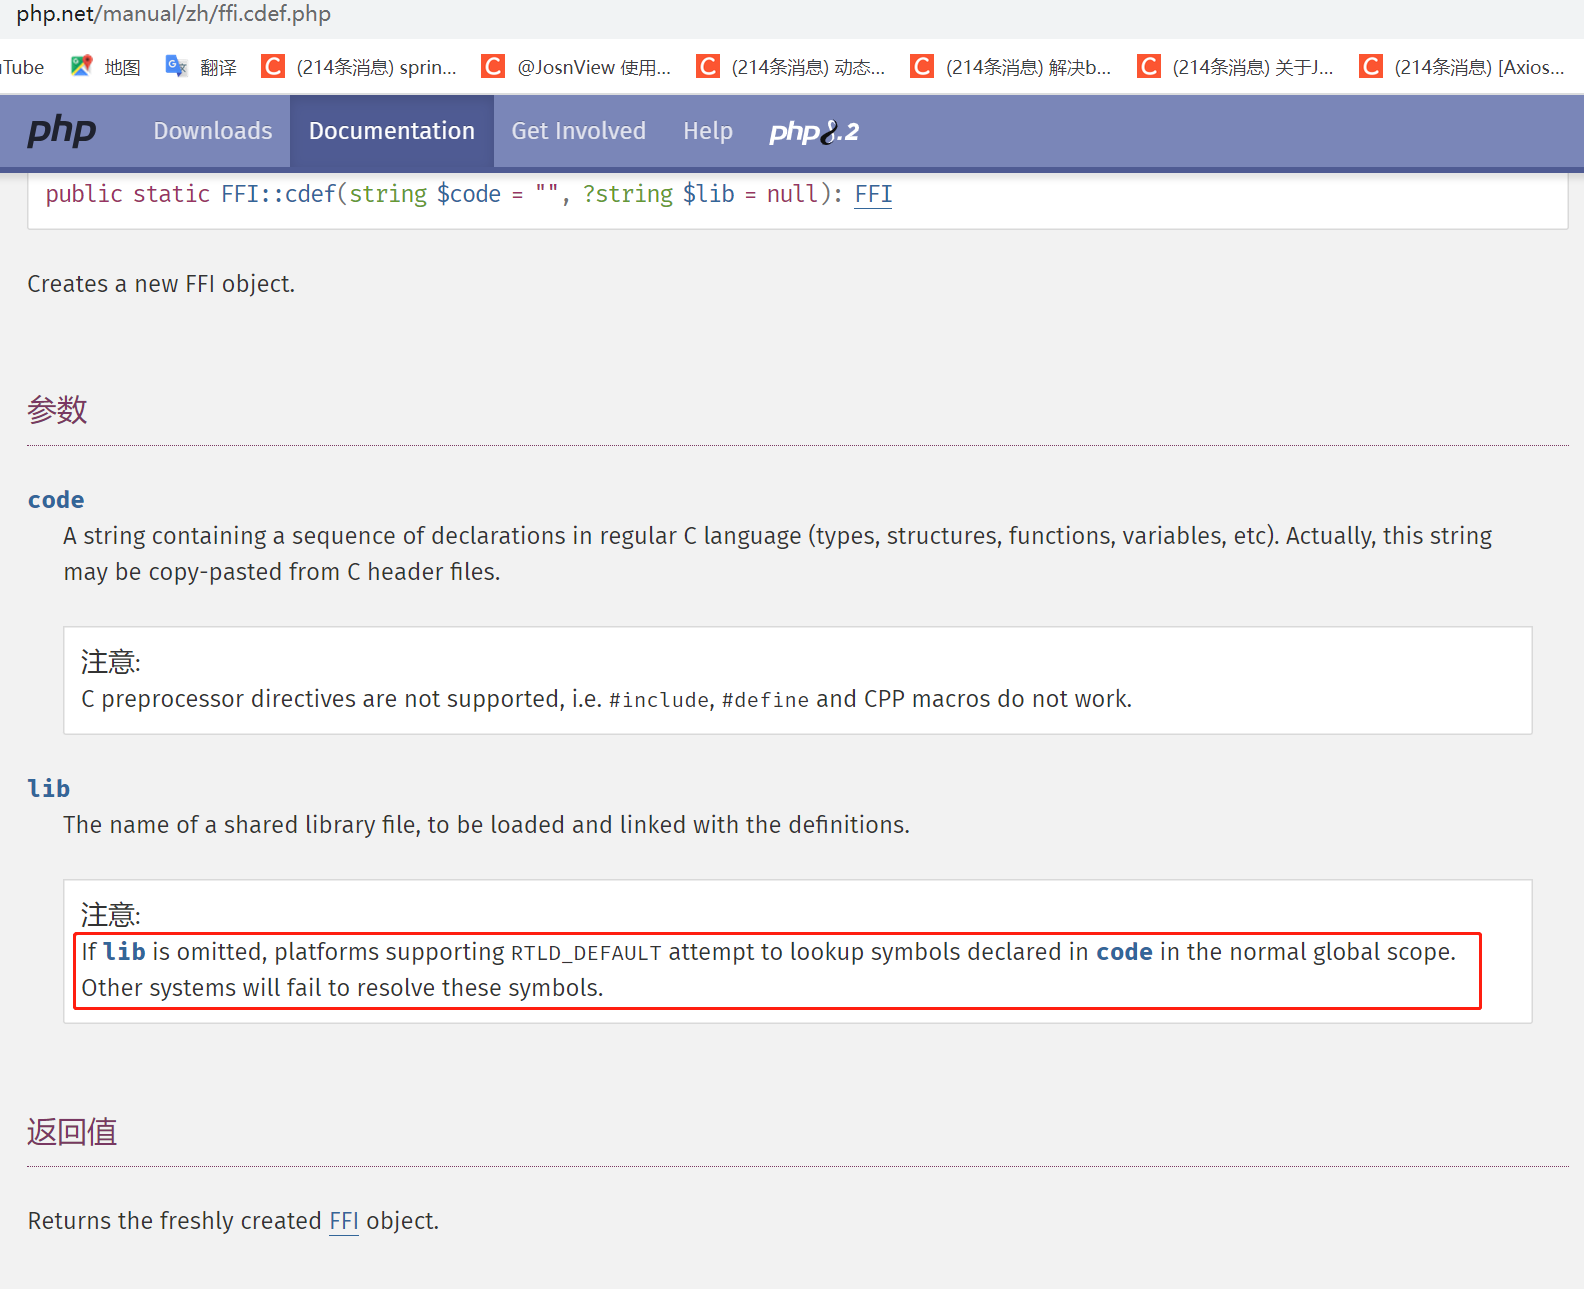 php.net/manual/zh/ffi.cdef.php
Tube 地图 翻译 (214条消息) sprin... @JosnView 使用... (214条消息) 动态... (214条消息) 解决b... (214条消息) 关于J... (214条消息) [Axios...
php Downloads Documentation Get Involved Help php8.2
public static FFI::cdef(string $code = "", ?string $lib = null): FFI
Creates a new FFI object.
参数
code
A string containing a sequence of declarations in regular C language (types, structures, functions, variables, etc). Actually, this string
may be copy-pasted from C header files.
注意:
C preprocessor directives are not supported, i.e. #include, #define and CPP macros do not work.
lib
The name of a shared library file, to be loaded and linked with the definitions.
注意:
If lib is omitted, platforms supporting RTLD_DEFAULT attempt to lookup symbols declared in code in the normal global scope.
Other systems will fail to resolve these symbols.
返回值
Returns the freshly created FFI object.